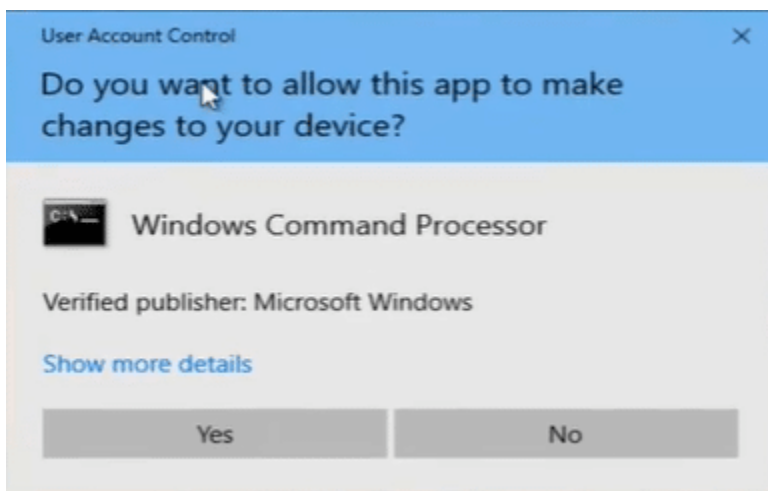 User Account Control
Do you want to allow this app to make
changes to your device?
C:\_
Windows Command Processor
Verified publisher: Microsoft Windows
Show more details
Yes
No